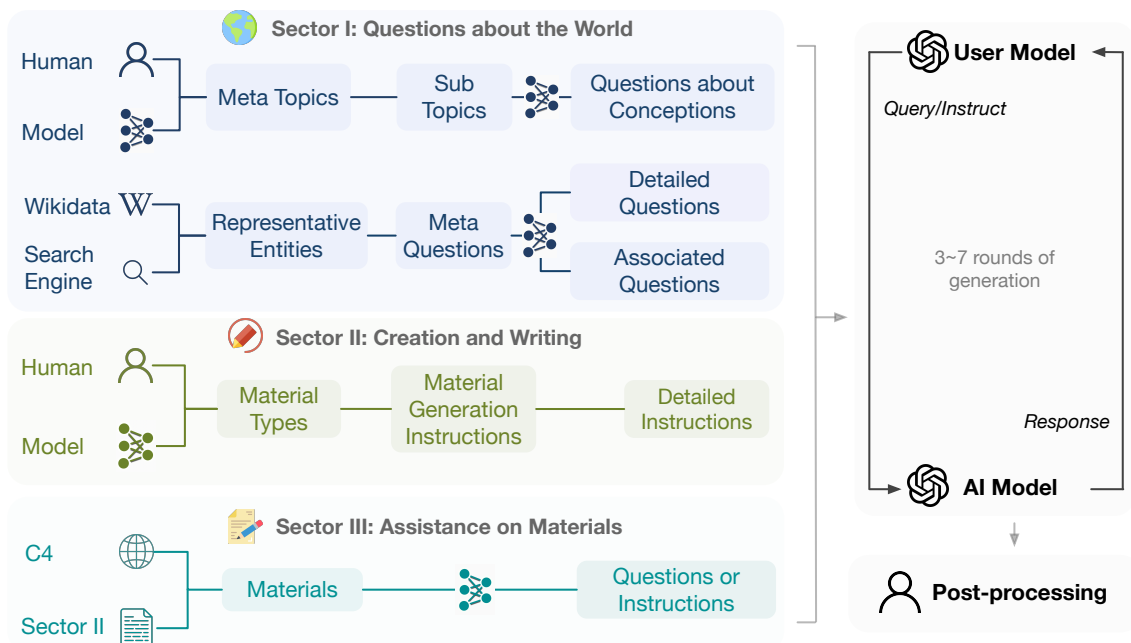 Sector I: Questions about the World
Human
Model
Meta Topics
Sub
Topics
Questions about
Conceptions
Wikidata
W
Search
Engine
Representative
Entities
Meta
Questions
Detailed
Questions
Associated
Questions
Sector II: Creation and Writing
Human
Model
Material
Types
Material
Generation
Instructions
Detailed
Instructions
Sector III: Assistance on Materials
C4
Sector II
Materials
Questions or
Instructions
User Model
Query/Instruct
3~7 rounds of
generation
Response
AI Model
Post-processing